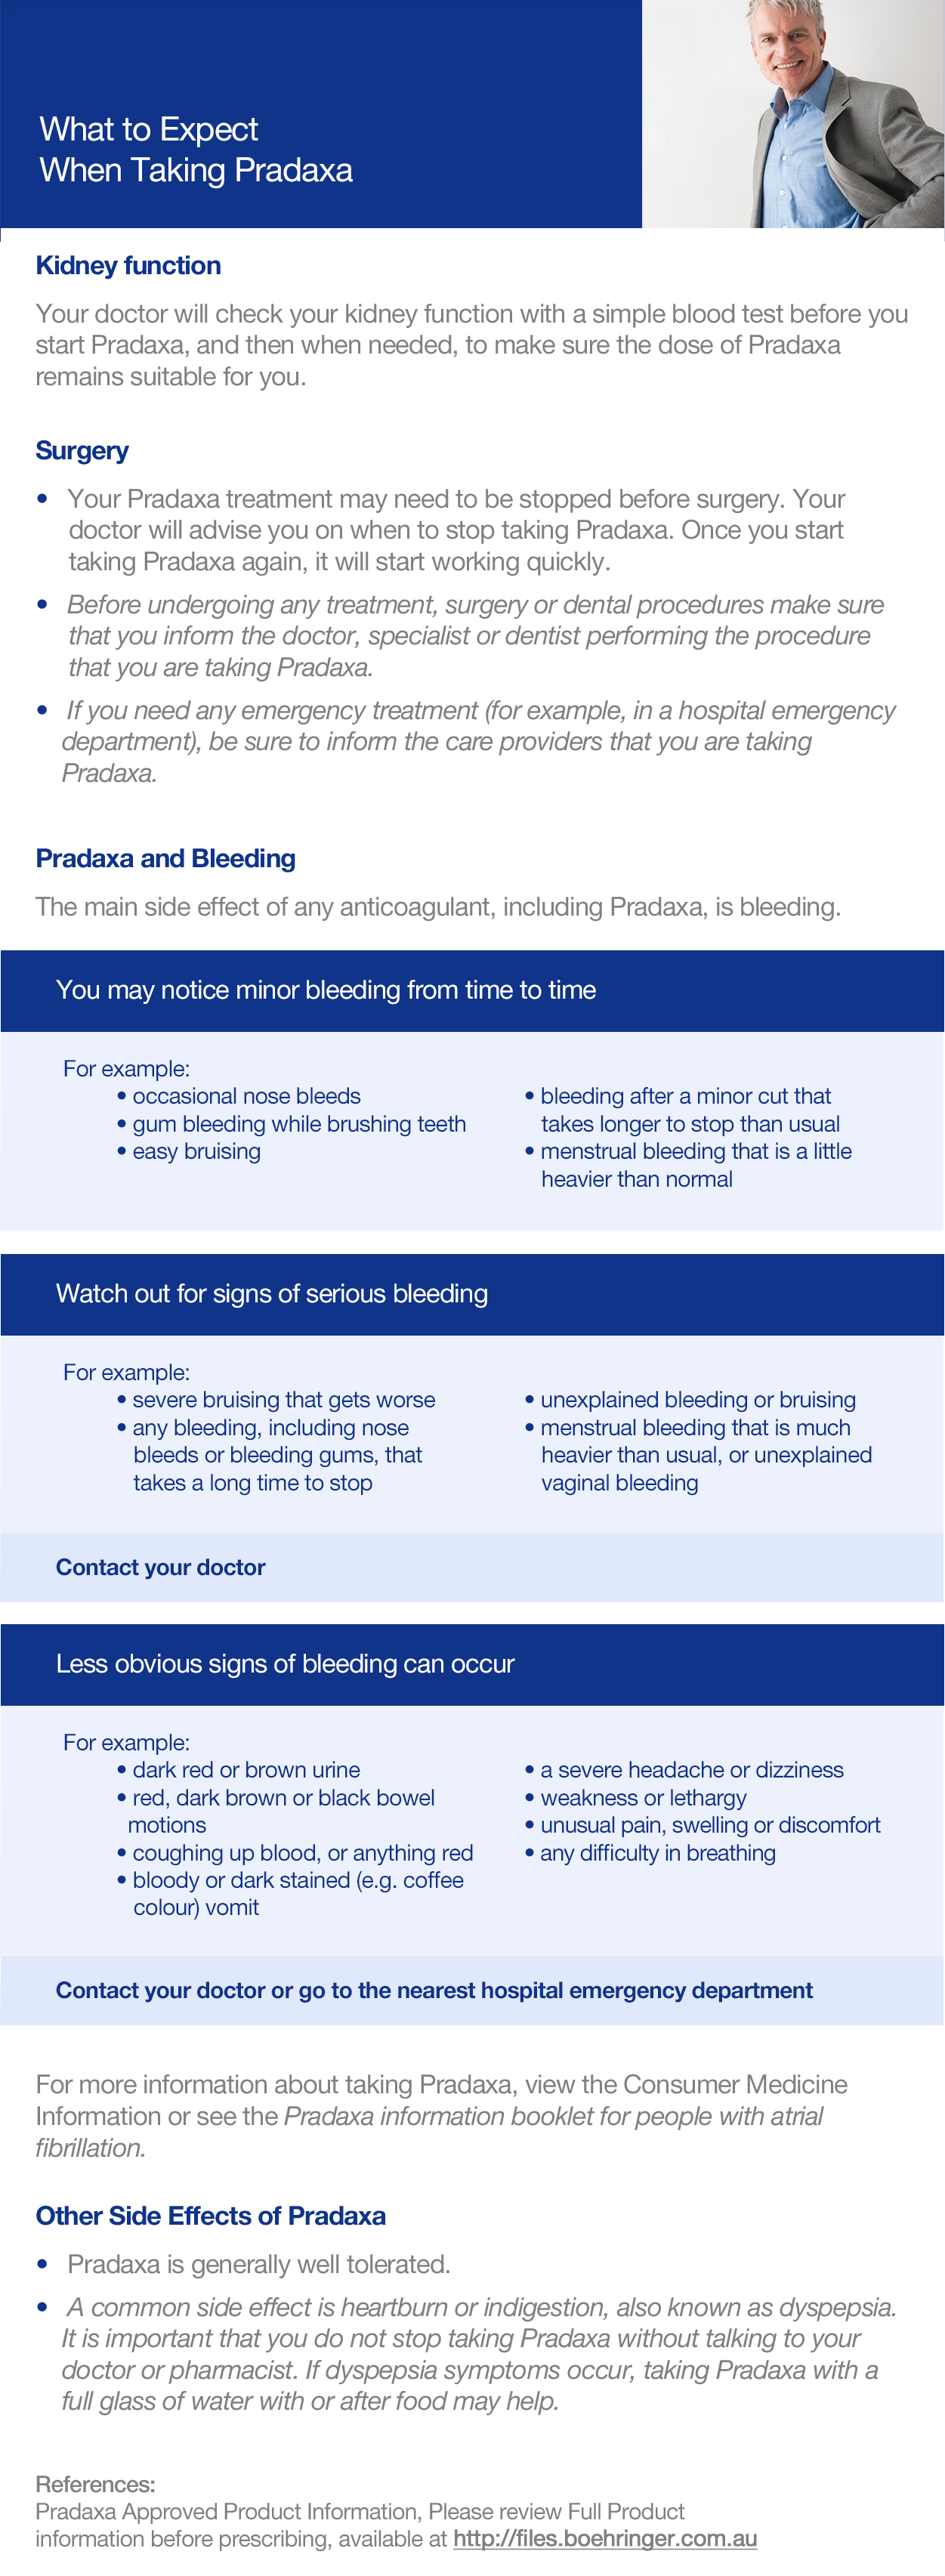 What to Expect
When Taking Pradaxa
Kidney function
Your doctor will check your kidney function with a simple blood test before you
start Pradaxa, and then when needed, to make sure the dose of Pradaxa
remains suitable for you.
Surgery
• Your Pradaxa treatment may need to be stopped before surgery. Your
doctor will advise you on when to stop taking Pradaxa. Once you start
taking Pradaxa again, it will start working quickly.
• Before undergoing any treatment, surgery or dental procedures make sure
that you inform the doctor, specialist or dentist performing the procedure
that you are taking Pradaxa.
• If you need any emergency treatment (for example, in a hospital emergency
department), be sure to inform the care providers that you are taking
Pradaxa.
Pradaxa and Bleeding
The main side effect of any anticoagulant, including Pradaxa, is bleeding.
You may notice minor bleeding from time to time
For example:
• occasional nose bleeds
• gum bleeding while brushing teeth
• easy bruising
• bleeding after a minor cut that
takes longer to stop than usual
• menstrual bleeding that is a little
heavier than normal
Watch out for signs of serious bleeding
For example:
• severe bruising that gets worse
• any bleeding, including nose
bleeds or bleeding gums, that
takes a long time to stop
• unexplained bleeding or bruising
• menstrual bleeding that is much
heavier than usual, or unexplained
vaginal bleeding
Contact your doctor
Less obvious signs of bleeding can occur
For example:
• dark red or brown urine
• red, dark brown or black bowel
motions
• coughing up blood, or anything red
• bloody or dark stained (e.g. coffee
colour) vomit
• a severe headache or dizziness
• weakness or lethargy
• unusual pain, swelling or discomfort
• any difficulty in breathing
Contact your doctor or go to the nearest hospital emergency department
For more information about taking Pradaxa, view the Consumer Medicine
Information or see the Pradaxa information booklet for people with atrial
fibrillation.
Other Side Effects of Pradaxa
• Pradaxa is generally well tolerated.
• A common side effect is heartburn or indigestion, also known as dyspepsia.
It is important that you do not stop taking Pradaxa without talking to your
doctor or pharmacist. If dyspepsia symptoms occur, taking Pradaxa with a
full glass of water with or after food may help.
References:
Pradaxa Approved Product Information, Please review Full Product
information before prescribing, available at http://files.boehringer.com.au